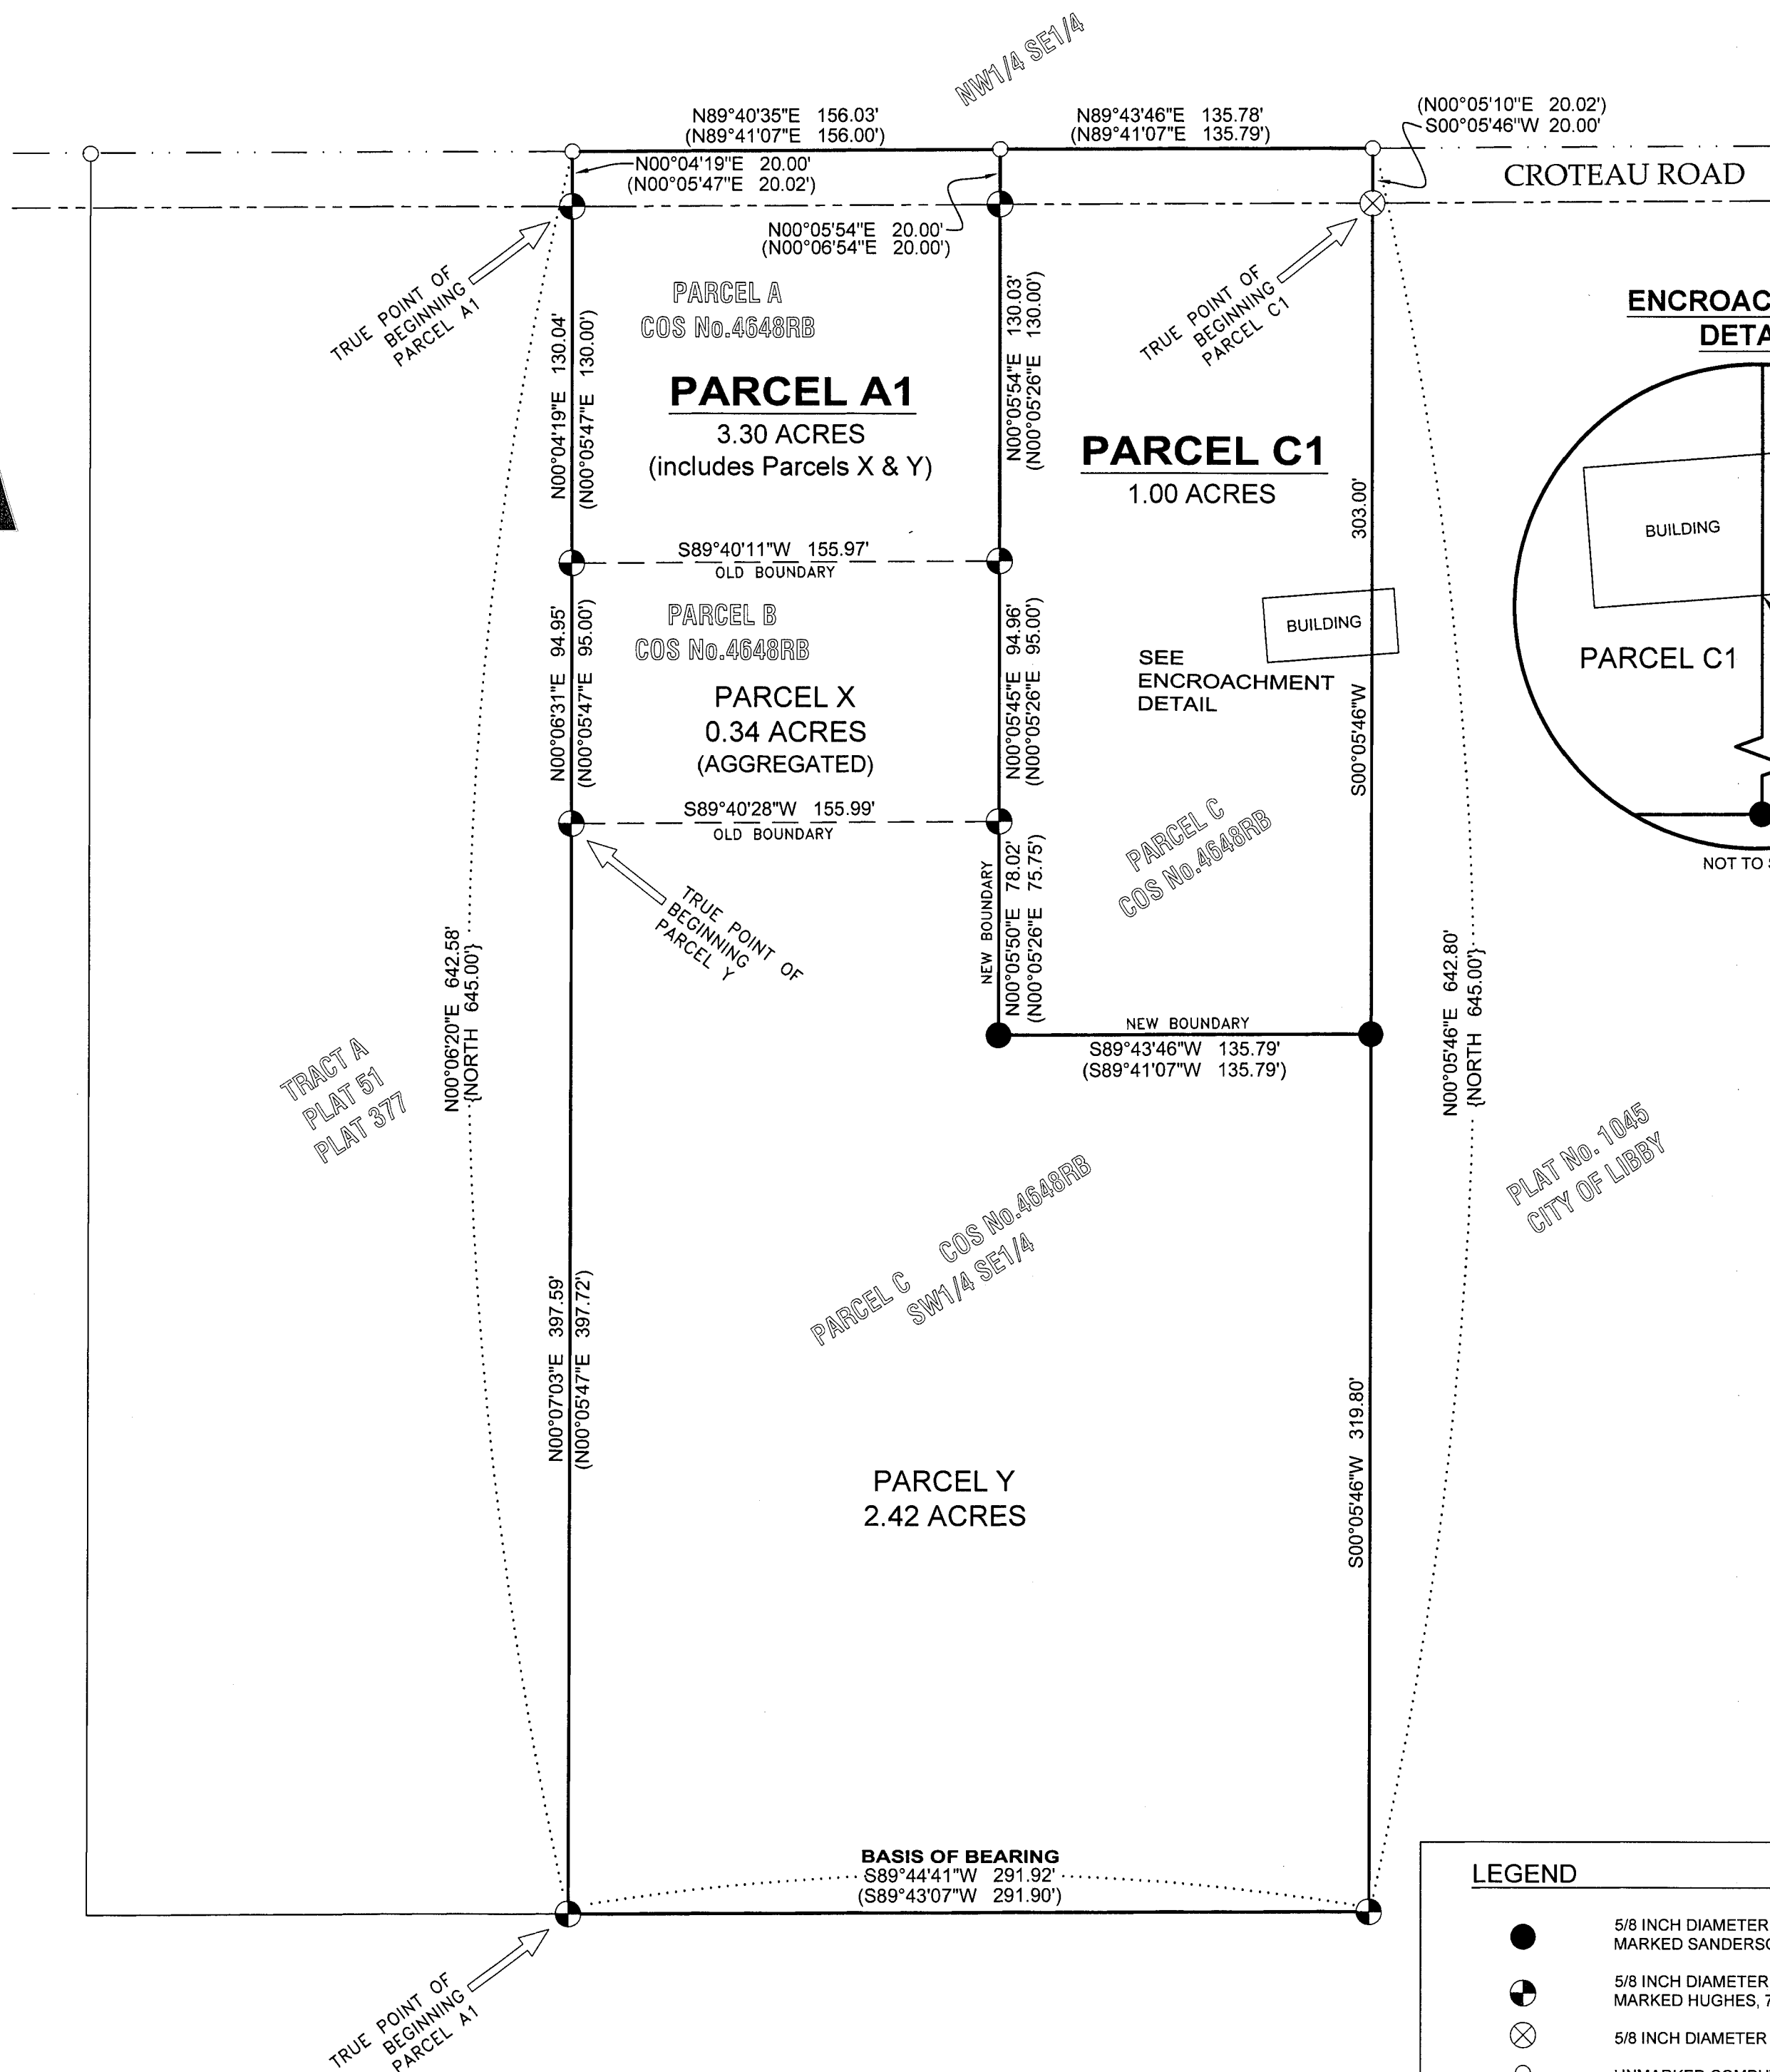 NW1/4 SE1/4
N89°40'35"E 156.03'
(N89°41'07"E 156.00')
N89°43'46"E 135.78'
(N89°41'07"E 135.79')
(N00°05'10"E 20.02')
S00°05'46"W 20.00'
N00°04'19"E 20.00'
(N00°05'47"E 20.02')
CROTEAU ROAD
N00°05'54"E 20.00'
(N00°06'54"E 20.00')
TRUE POINT OF
BEGINNING
PARCEL A1
PARCEL A
COS No.4648RB
TRUE POINT OF
BEGINNING
PARCEL C1
N00°04'19"E 130.04'
(N00°05'47"E 130.00')
N00°05'54"E 130.03'
(N00°05'26"E 130.00')
PARCEL A1
3.30 ACRES
(includes Parcels X & Y)
PARCEL C1
1.00 ACRES
303.00'
S00°05'46"W
S89°40'11"W 155.97'
OLD BOUNDARY
PARCEL B
COS No.4648RB
N00°06'31"E 94.95'
(N00°05'47"E 95.00')
N00°05'45"E 94.96'
(N00°05'26"E 95.00')
PARCEL X
0.34 ACRES
(AGGREGATED)
BUILDING
SEE
ENCROACHMENT
DETAIL
S89°40'28"W 155.99'
OLD BOUNDARY
TRUE POINT OF
BEGINNING
PARCEL Y
NEW BOUNDARY
N00°05'50"E 78.02'
(N00°05'26"E 75.75')
PARCEL C
COS No.4648RB
NEW BOUNDARY
S89°43'46"W 135.79'
(S89°41'07"W 135.79')
N00°06'20"E 642.58'
{NORTH 645.00'}
N00°05'46"E 642.80'
{NORTH 645.00'}
TRACT A
PLAT 51
PLAT 377
PLAT No. 1045
CITY OF LIBBY
PARCEL C COS No.4648RB
SW1/4 SE1/4
N00°07'03"E 397.59'
(N00°05'47"E 397.72')
S00°05'46"W 319.80'
PARCEL Y
2.42 ACRES
BASIS OF BEARING
S89°44'41"W 291.92'
(S89°43'07"W 291.90')
TRUE POINT OF
BEGINNING
PARCEL A1
ENCROAC
DETA
BUILDING
PARCEL C1
NOT TO
LEGEND
5/8 INCH DIAMETER
MARKED SANDERSO
5/8 INCH DIAMETER
MARKED HUGHES, 7
5/8 INCH DIAMETER